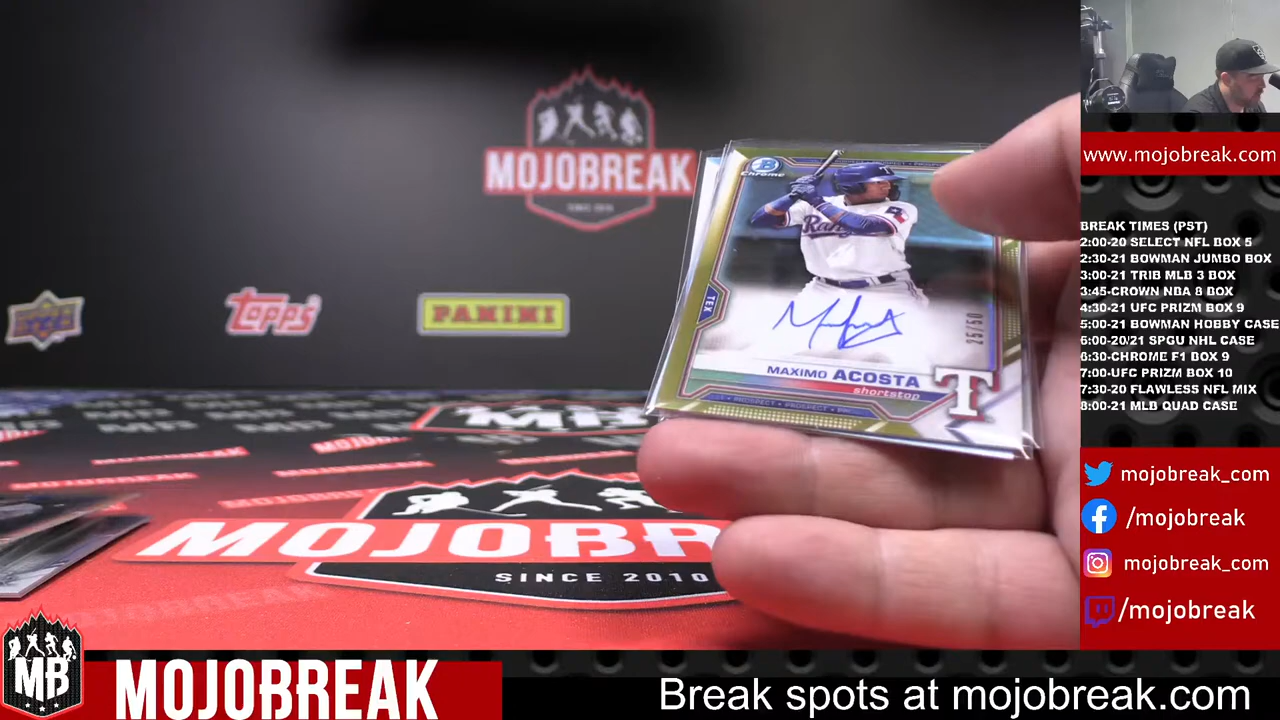 MOJOBREAK
SINCE 2010
Topps
PANINI
B
Chrome
T
Rang
TEX
25/50
MAXIMO ACOSTA
shortstop
T
PROSPECT
MOJOBR
SINCE 2010
MOJOBREAK
MB
MOJOBREAK
Break spots at mojobreak.com
www.mojobreak.com
BREAK TIMES (PST)
2:00-20 SELECT NFL BOX 5
2:30-21 BOWMAN JUMBO BOX
3:00-21 TRIB MLB 3 BOX
3:45-CROWN NBA 8 BOX
4:30-21 UFC PRIZM BOX 9
5:00-21 BOWMAN HOBBY CASE
6:00-20/21 SPGU NHL CASE
6:30-CHROME F1 BOX 9
7:00-UFC PRIZM BOX 10
7:30-20 FLAWLESS NFL MIX
8:00-21 MLB QUAD CASE
mojobreak_com
/mojobreak
mojobreak_com
/mojobreak